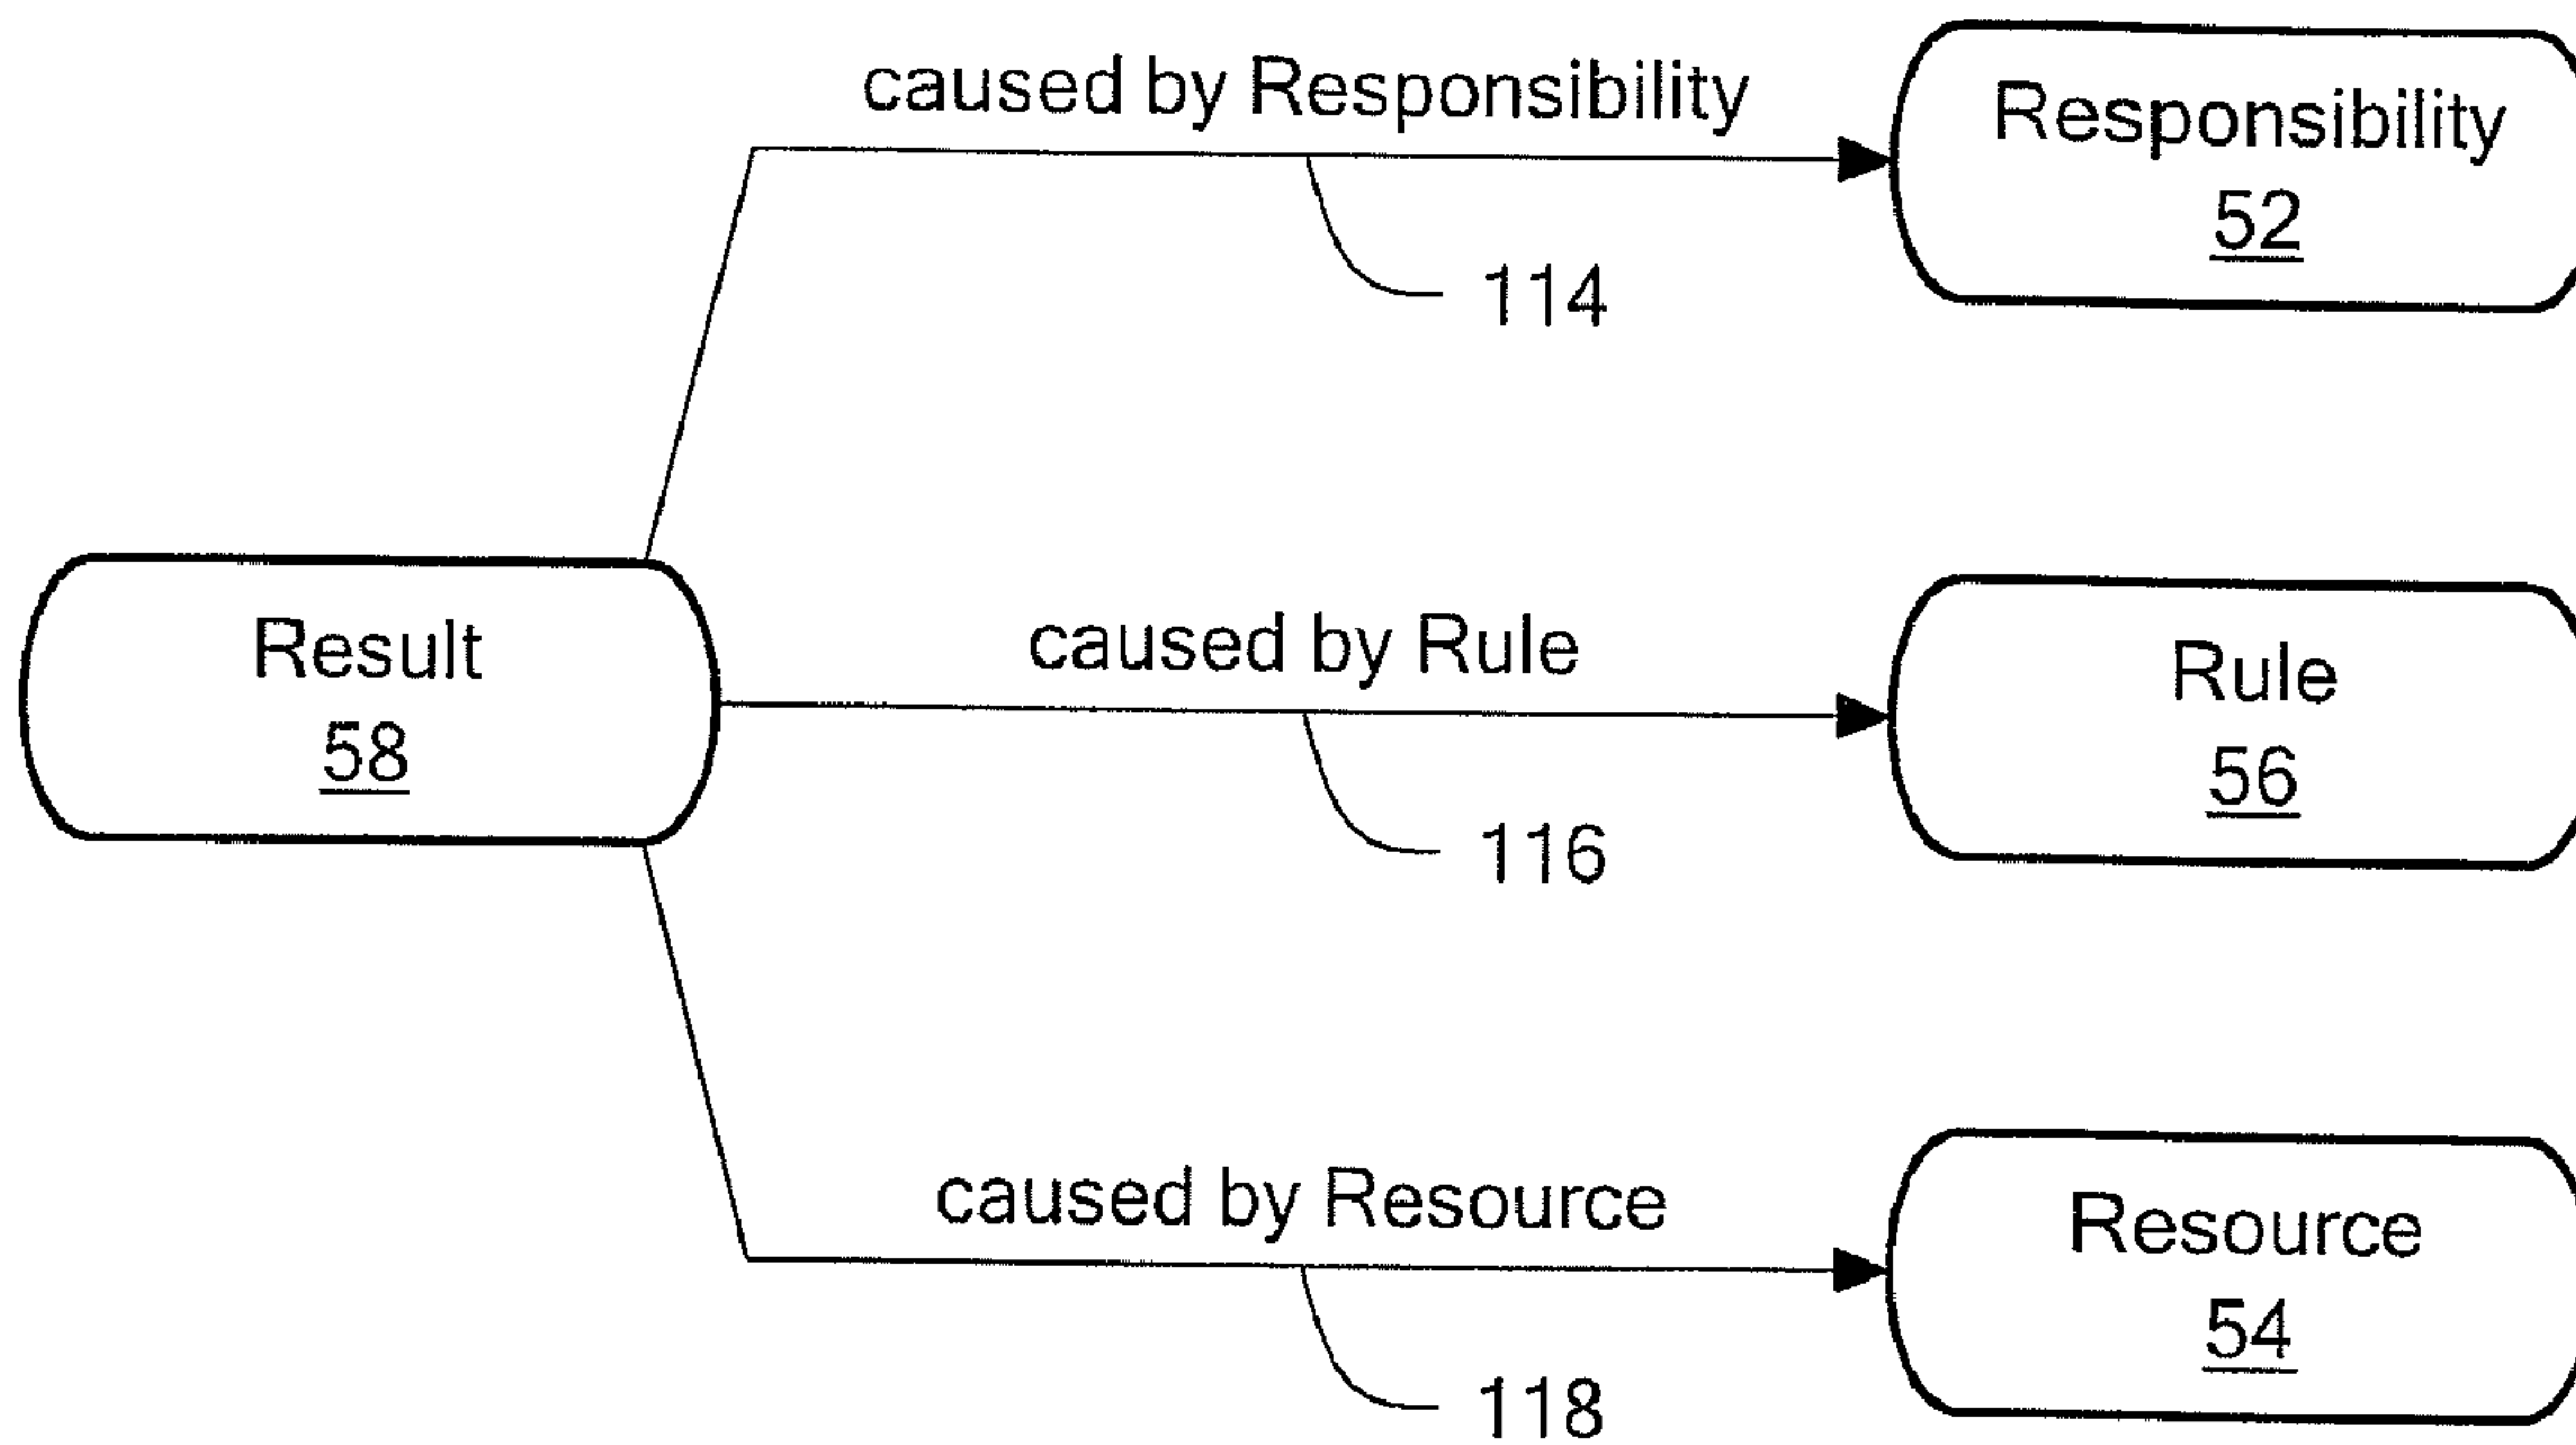 caused by Responsibility
Responsibility
52
114
Result
58
caused by Rule
Rule
56
116
caused by Resource
Resource
54
118